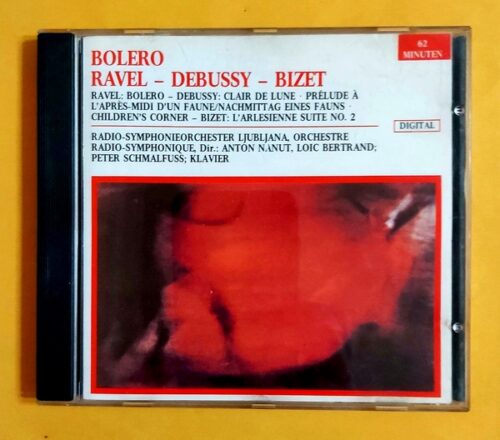 BOLERO
RAVEL – DEBUSSY – BIZET
RAVEL: BOLERO – DEBUSSY: CLAIR DE LUNE · PRÉLUDE À
L'APRÈS-MIDI D'UN FAUNE/NACHMITTAG EINES FAUNS ·
CHILDREN'S CORNER – BIZET: L'ARLESIENNE SUITE NO. 2
RADIO-SYMPHONIEORCHESTER LJUBLJANA, ORCHESTRE
RADIO-SYMPHONIQUE, Dir.: ANTON NANUT, LOIC BERTRAND;
PETER SCHMALFUSS; KLAVIER
62
MINUTEN
DIGITAL